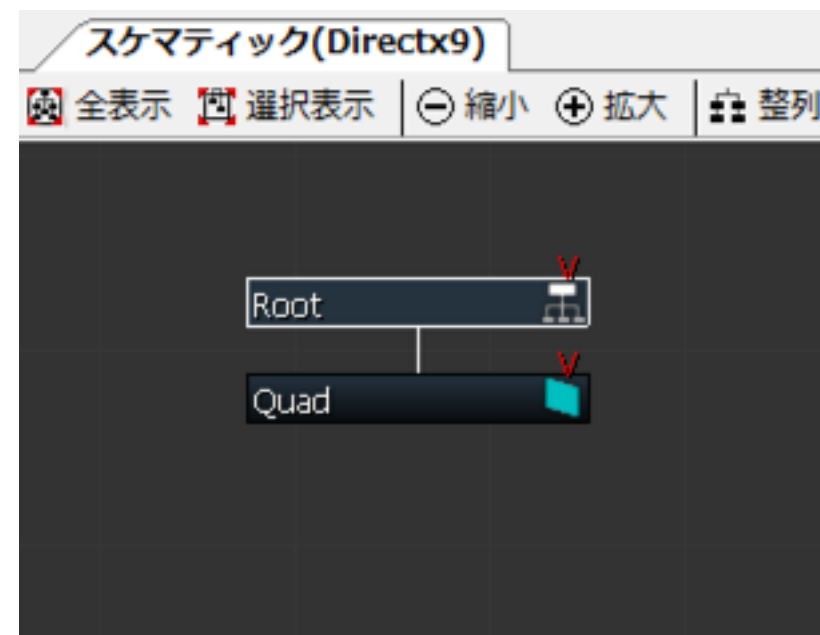 スケマティック(Directx9)
全表示 選択表示 縮小 拡大 整列
V
Root
V
Quad